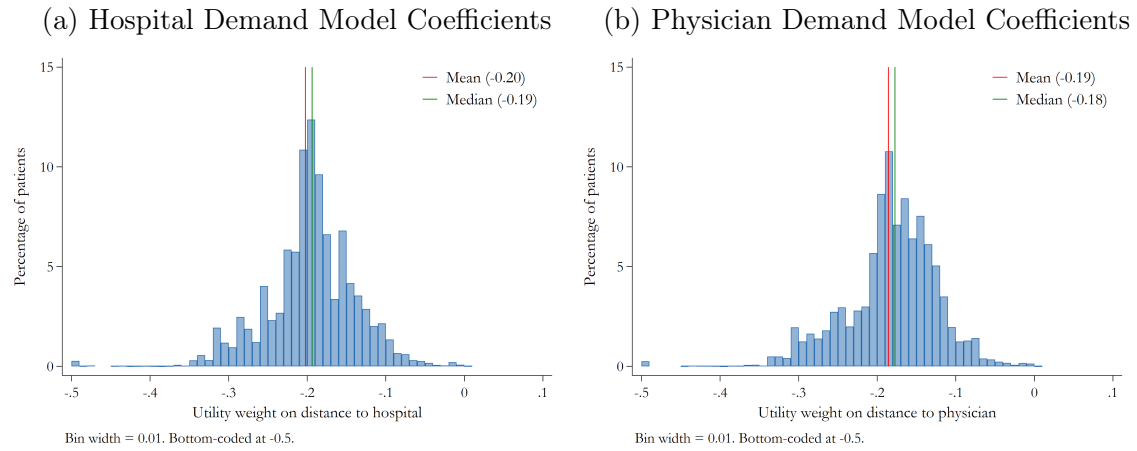 (a) Hospital Demand Model Coefficients
15
10
5
0
Percentage of patients
Mean (-0.20)
Median (-0.19)
-.5 -.4 -.3 -.2 -.1 0 .1
Utility weight on distance to hospital
Bin width = 0.01. Bottom-coded at -0.5.
(b) Physician Demand Model Coefficients
15
10
5
0
Percentage of patients
Mean (-0.19)
Median (-0.18)
-.5 -.4 -.3 -.2 -.1 0 .1
Utility weight on distance to physician
Bin width = 0.01. Bottom-coded at -0.5.